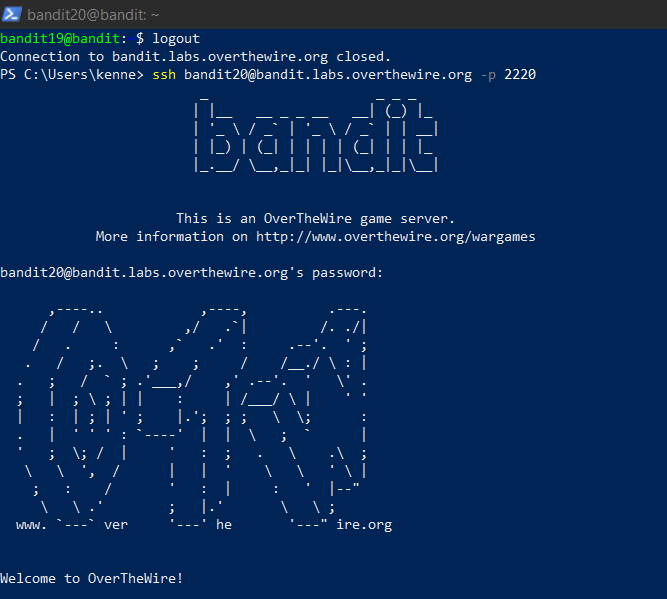 bandit20@bandit: ~
bandit19@bandit: $ logout
Connection to bandit.labs.overthewire.org closed.
PS C:\Users\kenne> ssh bandit20@bandit.labs.overthewire.org -p 2220
bandit
This is an OverTheWire game server.
More information on http://www.overthewire.org/wargames
bandit20@bandit.labs.overthewire.org's password:
OTW
www. ver he ire.org
Welcome to OverTheWire!